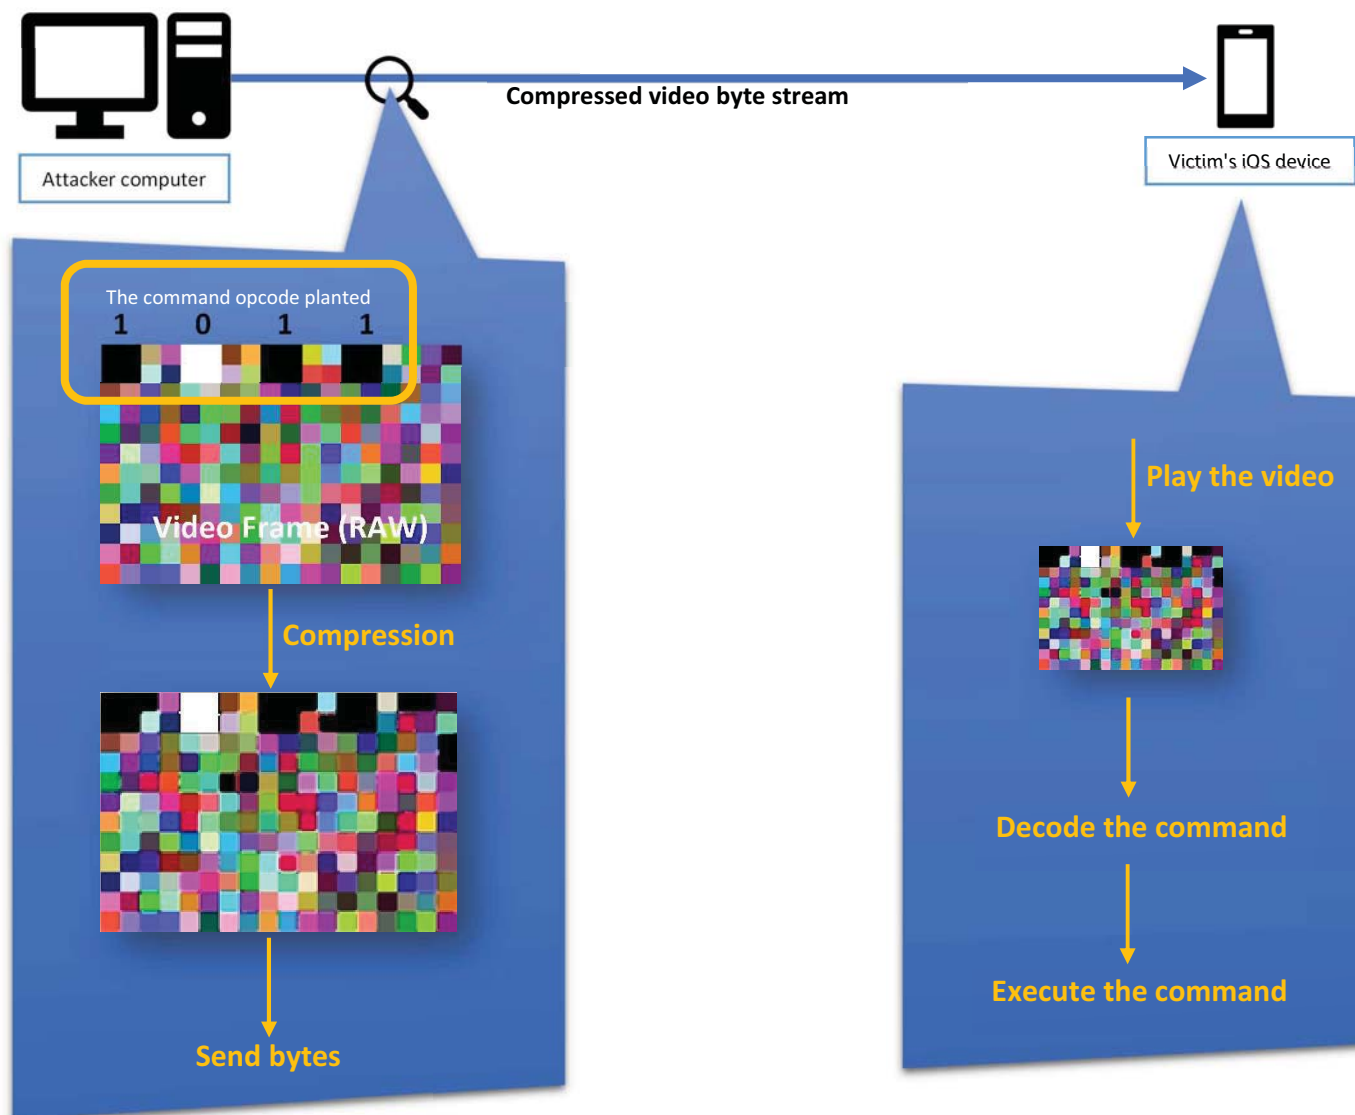 Compressed video byte stream
Attacker computer
Victim's iOS device
The command opcode planted
1 0 1 1
Video Frame (RAW)
Compression
Send bytes
Play the video
Decode the command
Execute the command